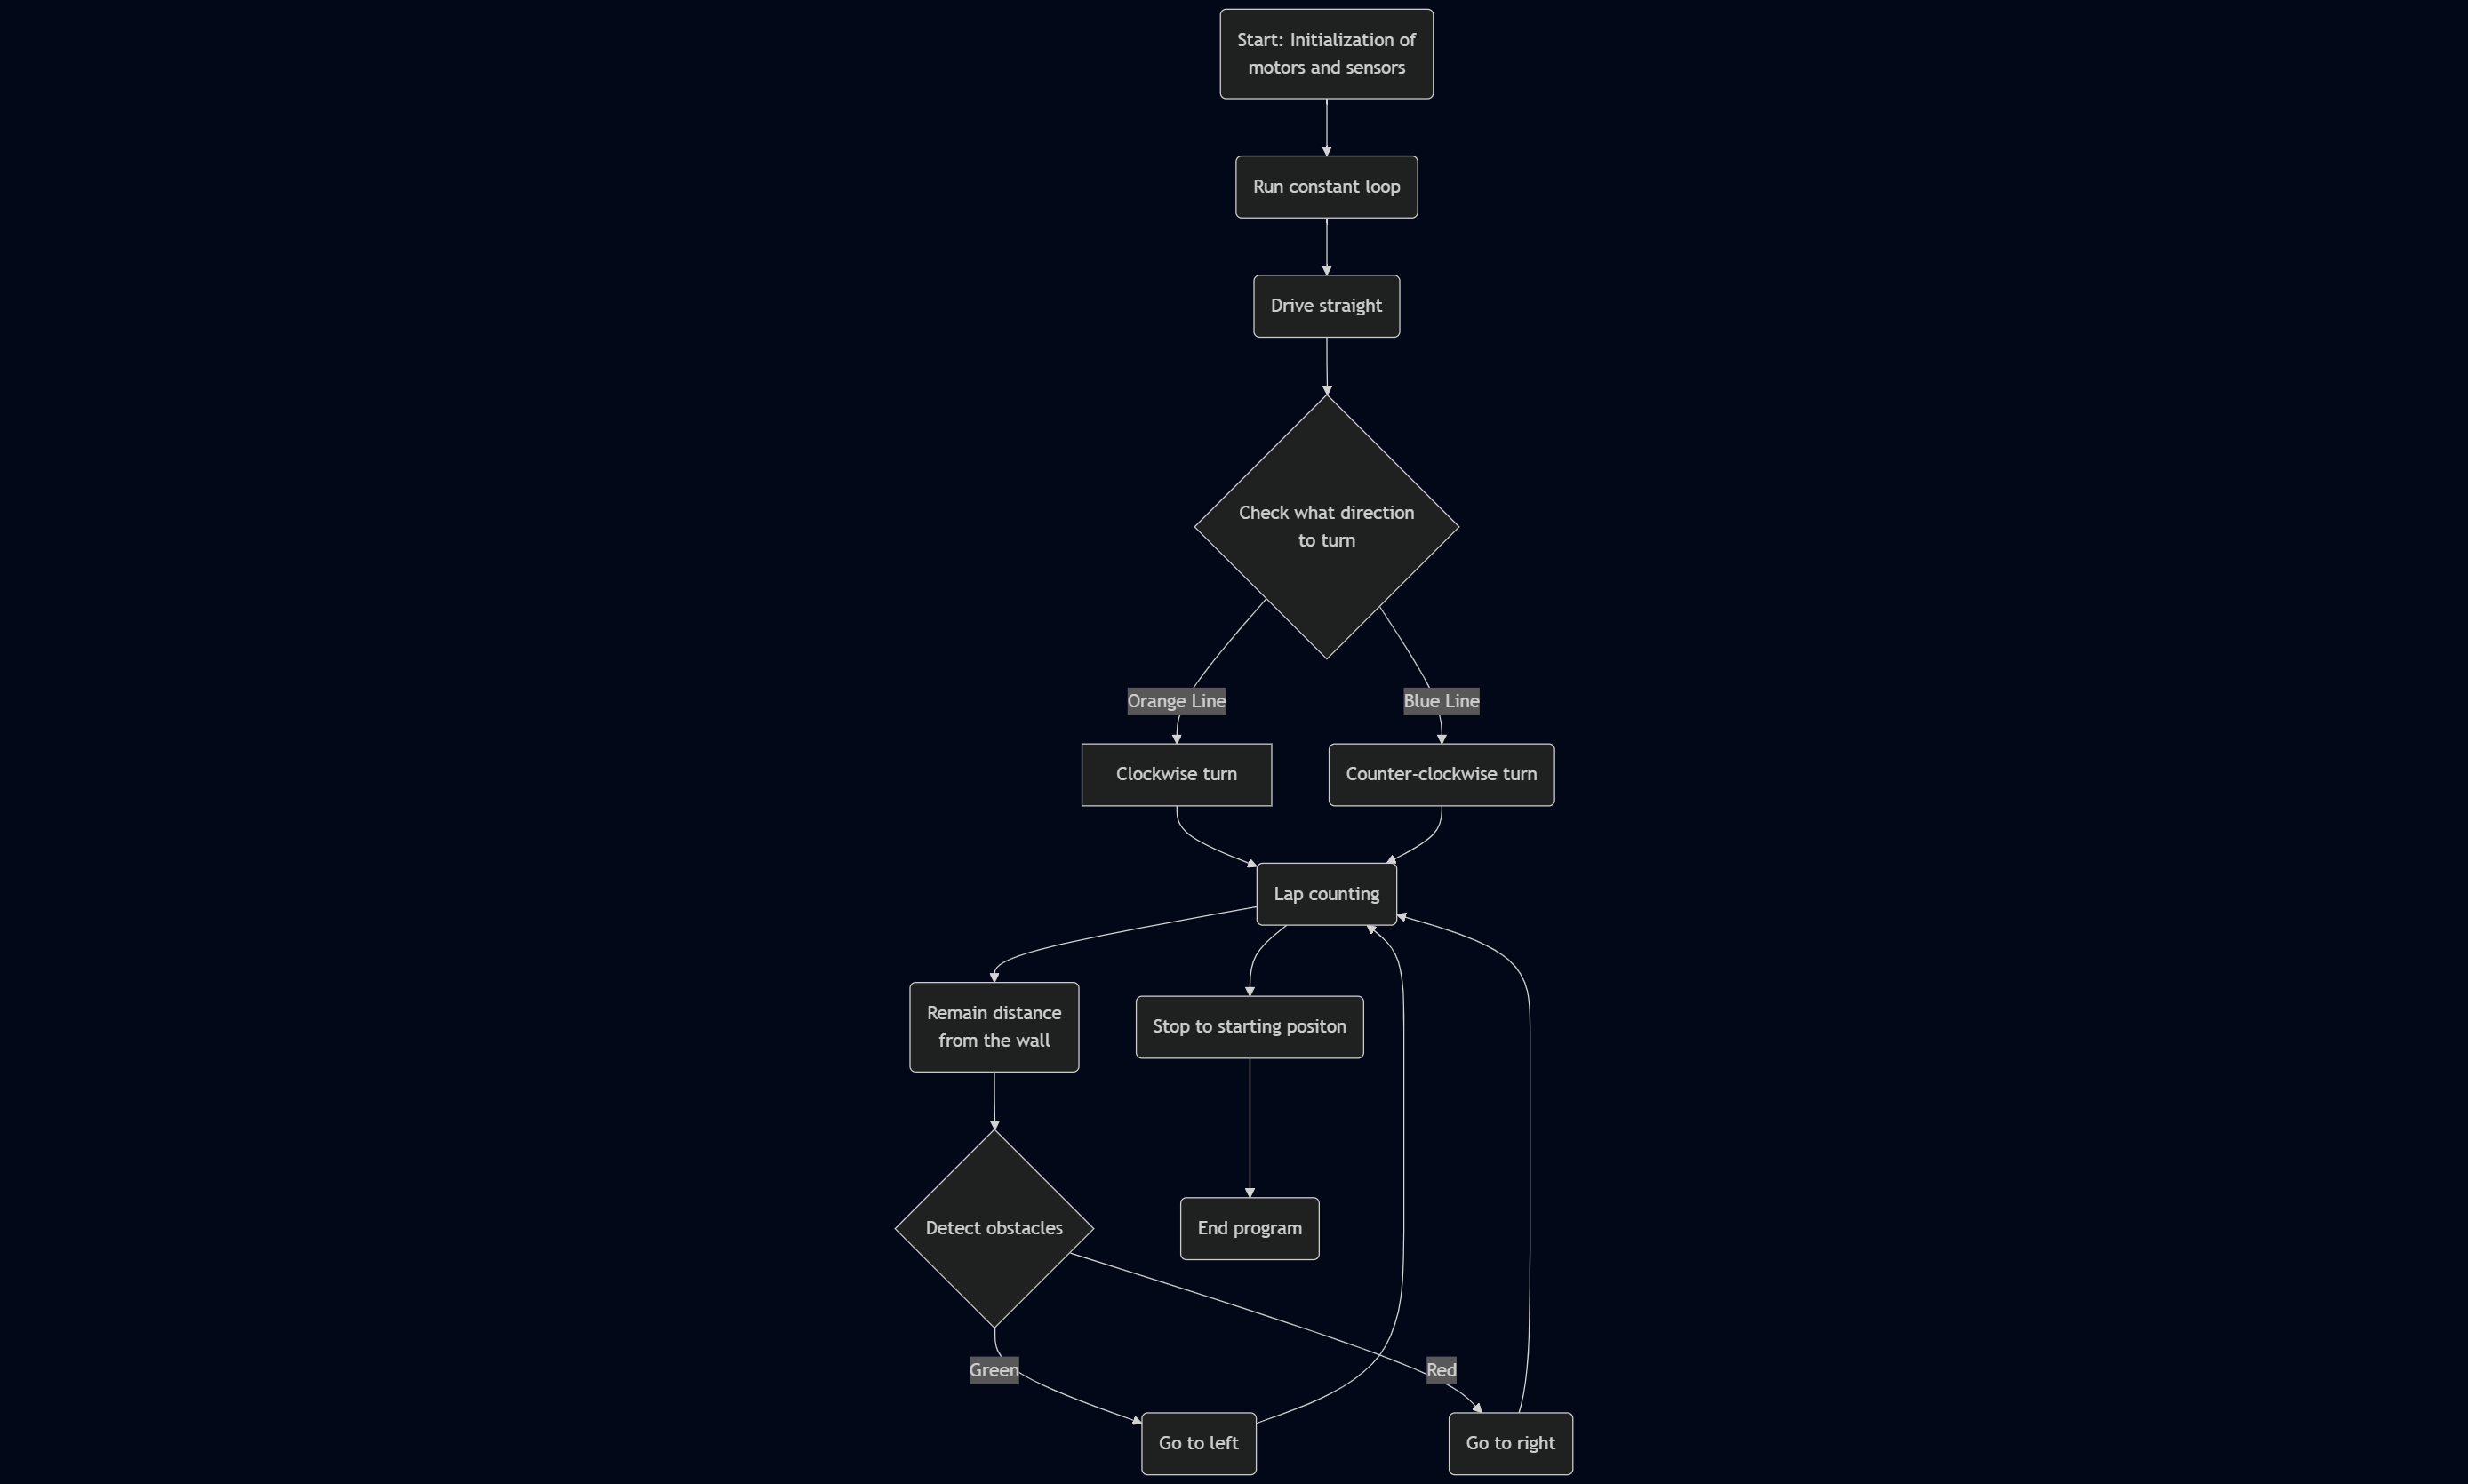 Start: Initialization of
motors and sensors
Run constant loop
Drive straight
Check what direction
to turn
Orange Line
Blue Line
Clockwise turn
Counter-clockwise turn
Lap counting
Remain distance
from the wall
Stop to starting positon
Detect obstacles
End program
Green
Red
Go to left
Go to right